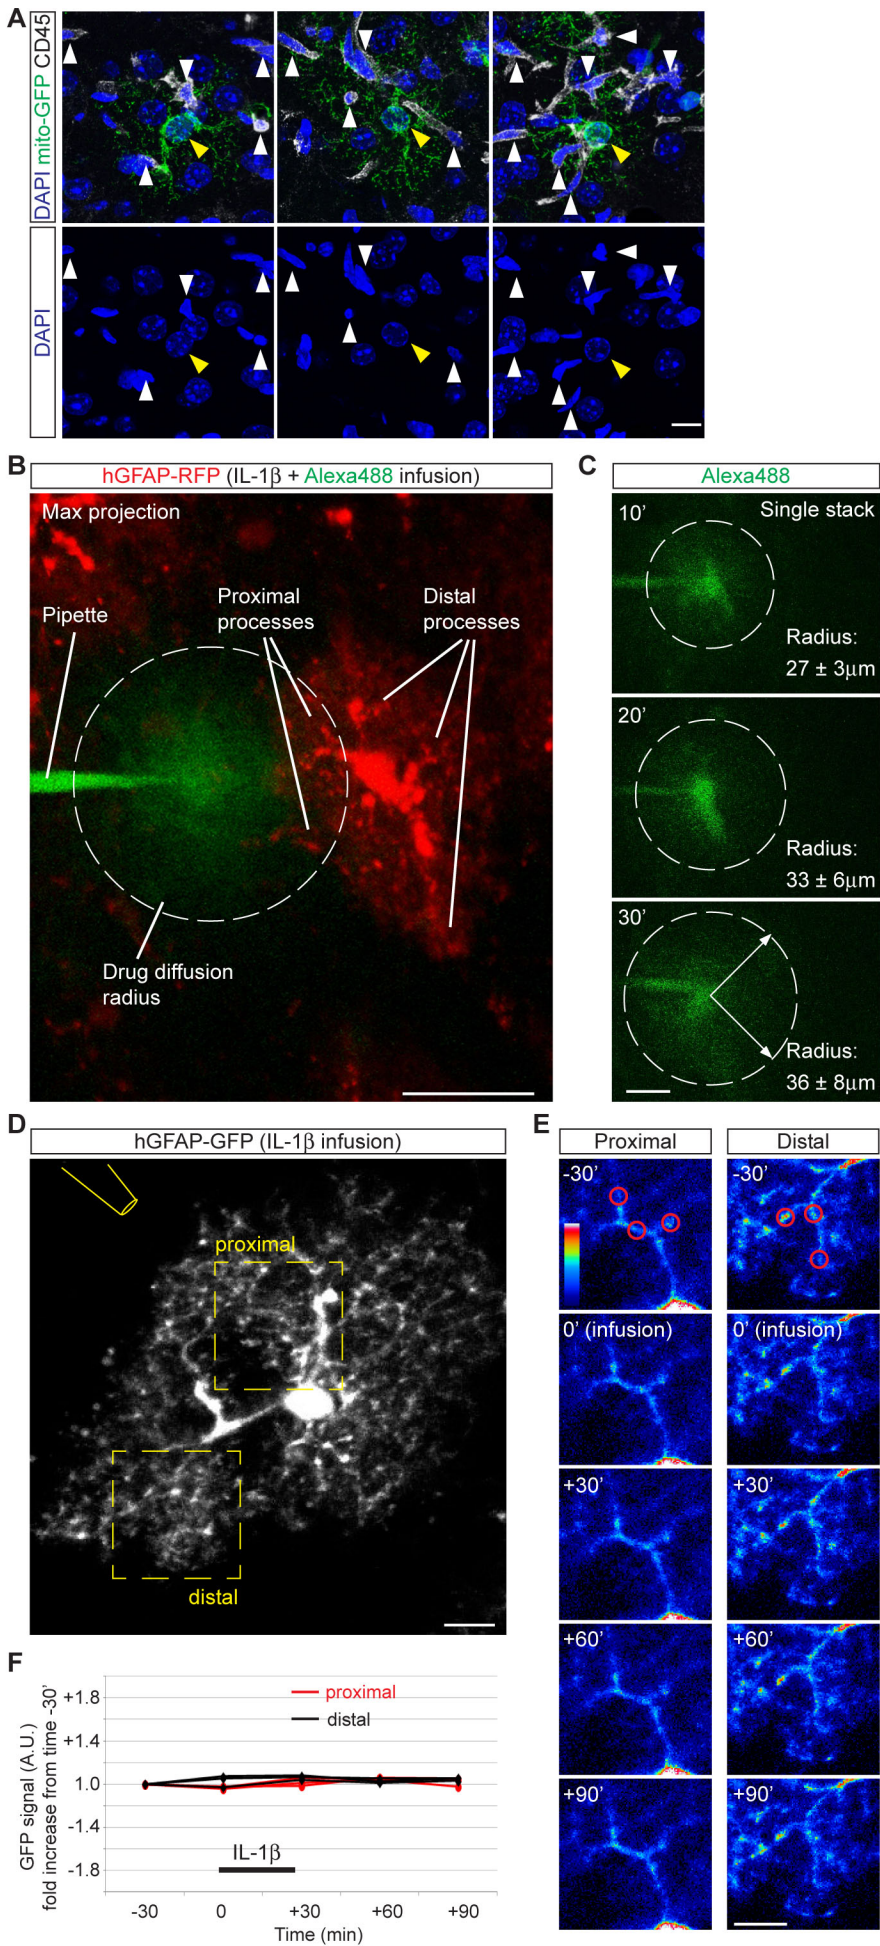 A
DAPI mito-GFP CD45
DAPI
B
hGFAP-RFP (IL-1β + Alexa488 infusion)
Max projection
Pipette
Proximal
processes
Distal
processes
Drug diffusion
radius
C
Alexa488
10’
Single stack
Radius:
27 ± 3µm
20’
Radius:
33 ± 6µm
30’
Radius:
36 ± 8µm
D
hGFAP-GFP (IL-1β infusion)
proximal
distal
E
Proximal
Distal
-30’
-30’
0’ (infusion)
0’ (infusion)
+30’
+30’
+60’
+60’
+90’
+90’
F
GFP signal (A.U.)
fold increase from time -30’
+1.8
+1.4
1.0
-1.4
-1.8
proximal
distal
IL-1β
-30
0
+30
+60
+90
Time (min)